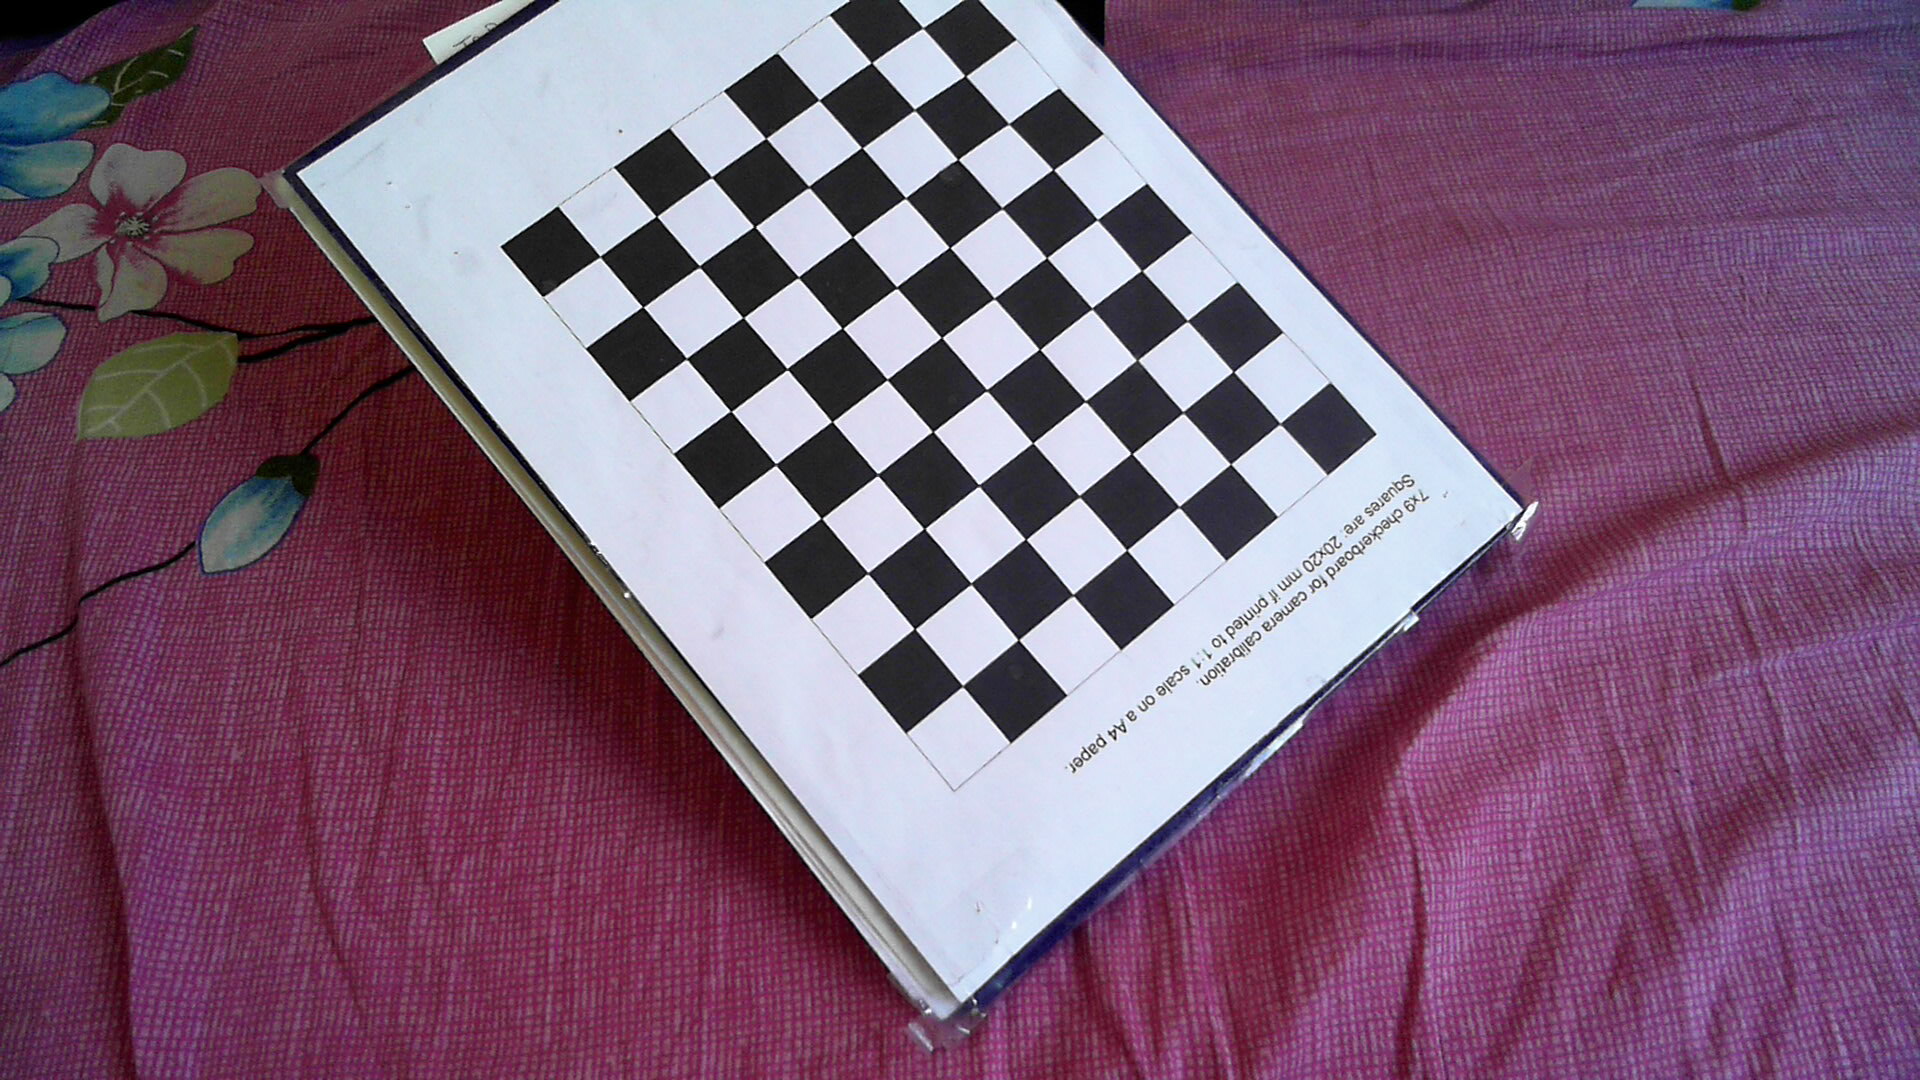 7x9 checkerboard for camera calibration.
Squares are: 20x20 mm if printed to 1:1 scale on a A4 paper.